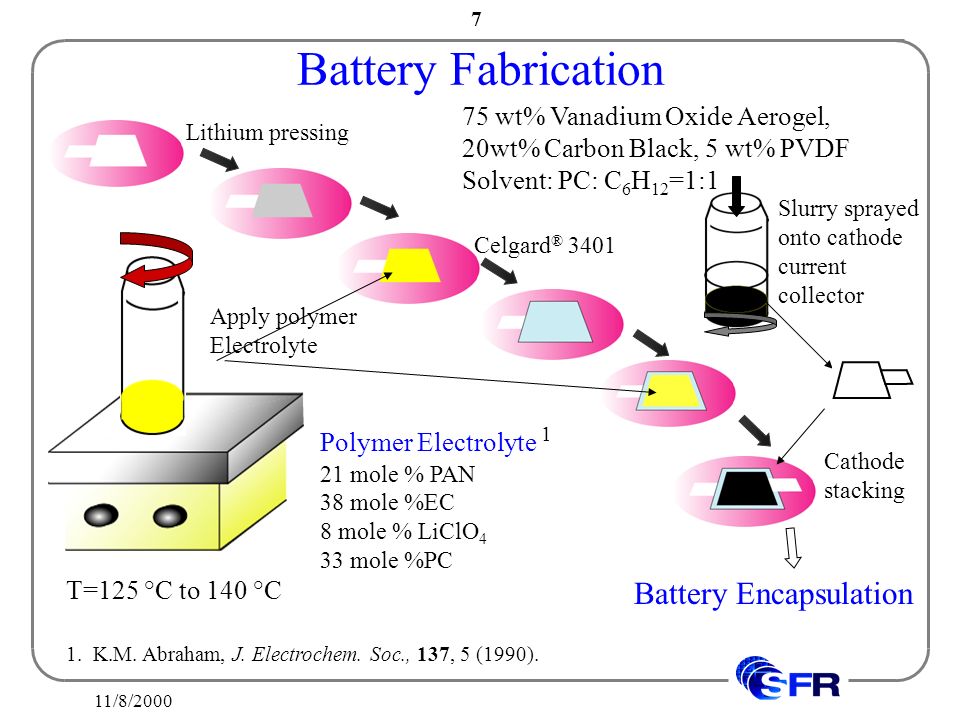 7
Battery Fabrication
75 wt% Vanadium Oxide Aerogel,
20wt% Carbon Black, 5 wt% PVDF
Solvent: PC: C₆H₁₂=1:1
Lithium pressing
Slurry sprayed
onto cathode
current
collector
Celgard® 3401
Apply polymer
Electrolyte
Polymer Electrolyte ¹
21 mole % PAN
38 mole %EC
8 mole % LiClO₄
33 mole %PC
Cathode
stacking
T=125 °C to 140 °C
Battery Encapsulation
1. K.M. Abraham, J. Electrochem. Soc., 137, 5 (1990).
SFR
11/8/2000